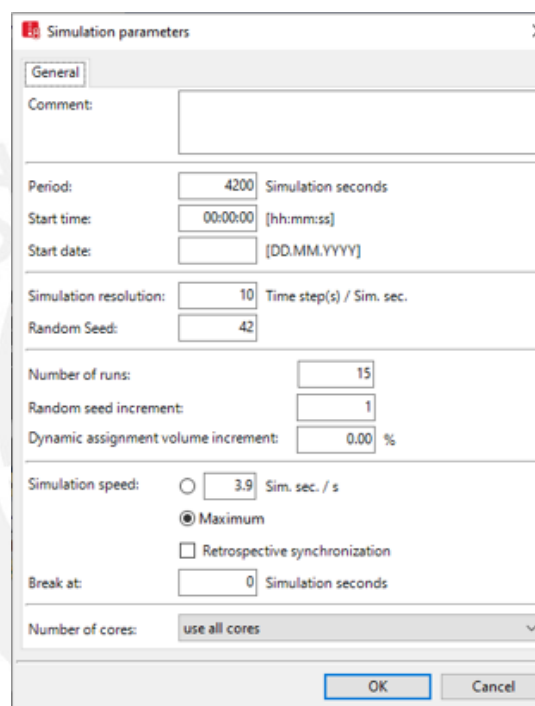 Simulation parameters
General
Comment:
Period: 4200 Simulation seconds
Start time: 00:00:00 [hh:mm:ss]
Start date: [DD.MM.YYYY]
Simulation resolution: 10 Time step(s) / Sim. sec.
Random Seed: 42
Number of runs: 15
Random seed increment: 1
Dynamic assignment volume increment: 0.00 %
Simulation speed: 3.9 Sim. sec. / s
Maximum
Retrospective synchronization
Break at: 0 Simulation seconds
Number of cores: use all cores
OK Cancel